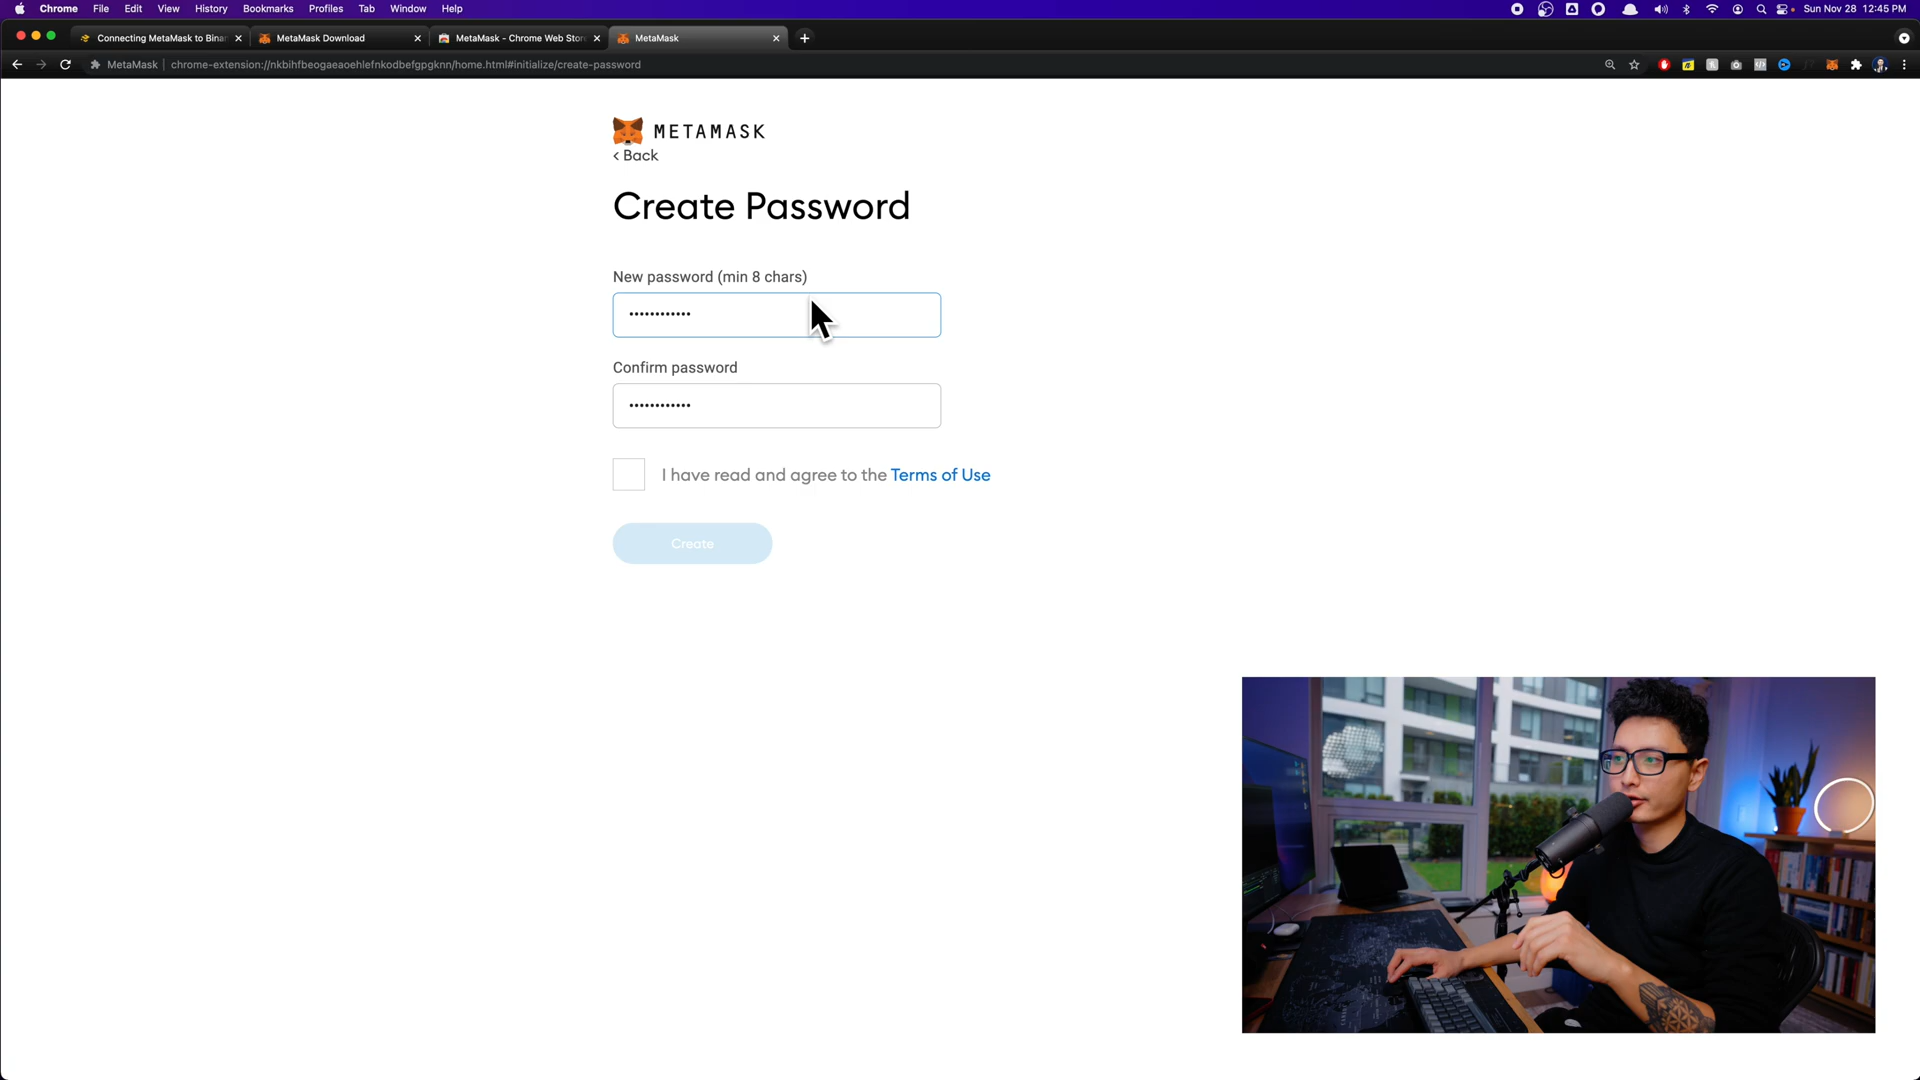 Chrome File Edit View History Bookmarks Profiles Tab Window Help Sun Nov 28 12:45 PM
Connecting MetaMask to Binan MetaMask Download MetaMask - Chrome Web Store MetaMask
MetaMask chrome-extension://nkbihfbeogaeaoehlefnkodbefgpgknn/home.html#initialize/create-password
METAMASK
< Back
Create Password
New password (min 8 chars)
••••••••••••
Confirm password
••••••••••••
I have read and agree to the Terms of Use
Create